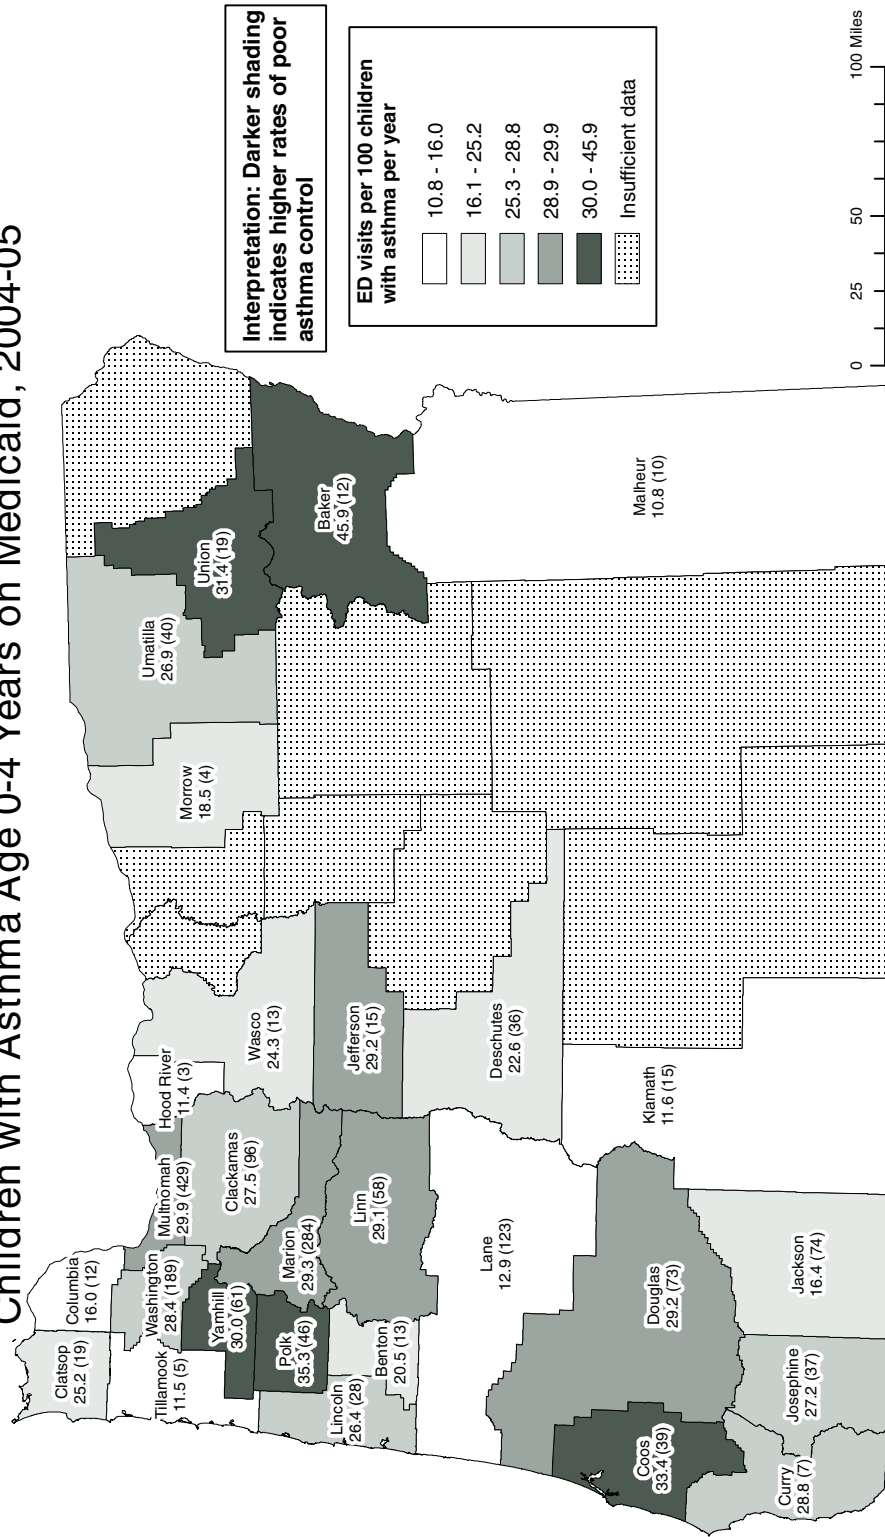 Children with Asthma Age 0-4 Years on Medicaid, 2004-05
Clatsop
25.2 (19)
Columbia
16.0 (12)
Tillamook
11.5 (5)
Washington
28.4 (189)
Multnomah
29.9 (429)
Hood River
11.4 (3)
Yamhill
30.0 (61)
Clackamas
27.5 (96)
Wasco
24.3 (13)
Morrow
18.5 (4)
Umatilla
26.9 (40)
Union
31.4 (19)
Polk
35.3 (46)
Marion
29.3 (284)
Lincoln
26.4 (28)
Benton
20.5 (13)
Linn
29.1 (58)
Jefferson
29.2 (15)
Baker
45.9 (12)
Lane
12.9 (123)
Deschutes
22.6 (36)
Coos
33.4 (39)
Douglas
29.2 (73)
Klamath
11.6 (15)
Malheur
10.8 (10)
Curry
28.8 (7)
Josephine
27.2 (37)
Jackson
16.4 (74)
Interpretation: Darker shading
indicates higher rates of poor
asthma control
ED visits per 100 children
with asthma per year
10.8 - 16.0
16.1 - 25.2
25.3 - 28.8
28.9 - 29.9
30.0 - 45.9
Insufficient data
0 25 50 100 Miles